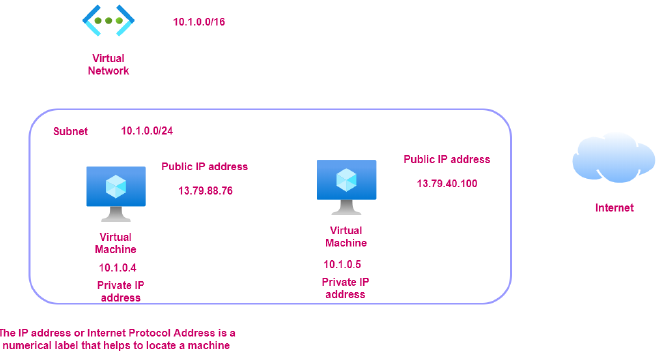 10.1.0.0/16
Virtual
Network
Subnet 10.1.0.0/24
Public IP address
13.79.88.76
Virtual
Machine
10.1.0.4
Private IP
address
Public IP address
13.79.40.100
Virtual
Machine
10.1.0.5
Private IP
address
Internet
The IP address or Internet Protocol Address is a
numerical label that helps to locate a machine